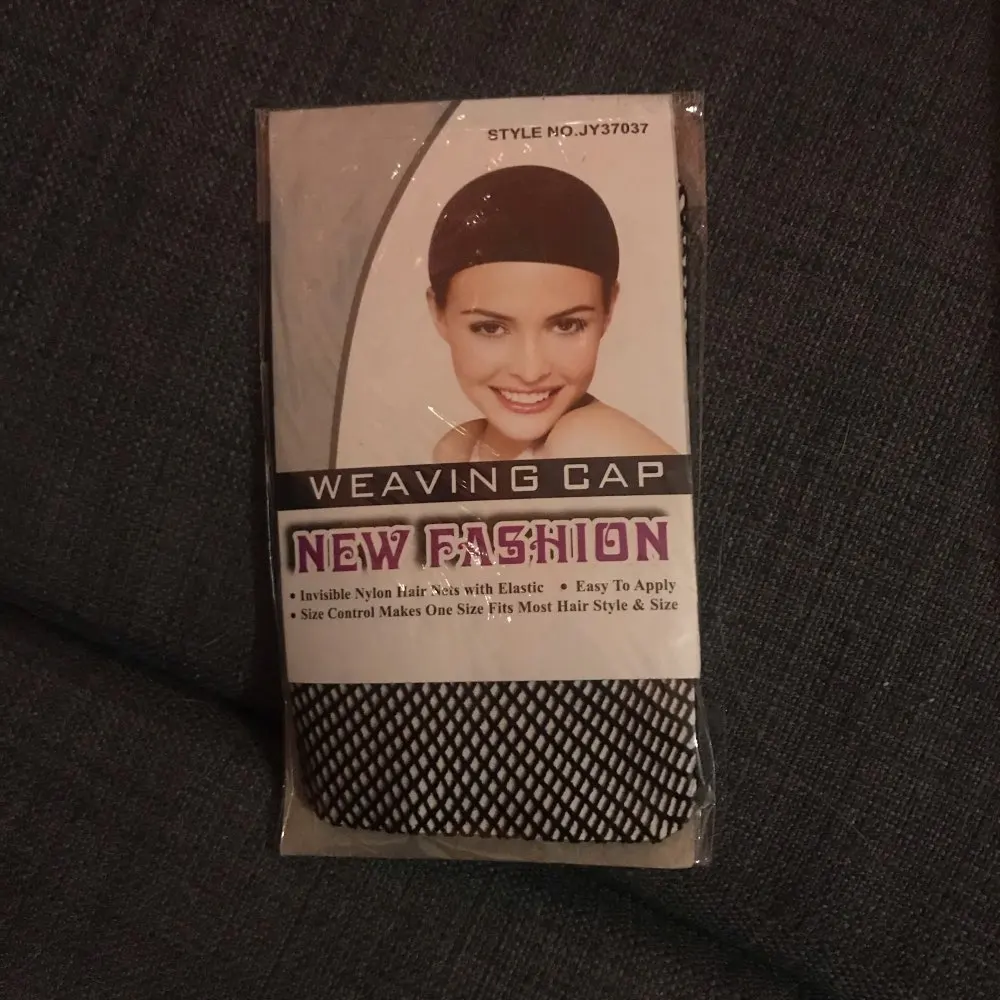 STYLE NO.JY37037
WEAVING CAP
NEW FASHION
• Invisible Nylon Hair Nets with Elastic • Easy To Apply
• Size Control Makes One Size Fits Most Hair Style & Size